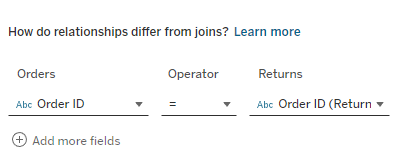 How do relationships differ from joins? Learn more
Orders Operator Returns
Abc Order ID = Abc Order ID (Return
Add more fields